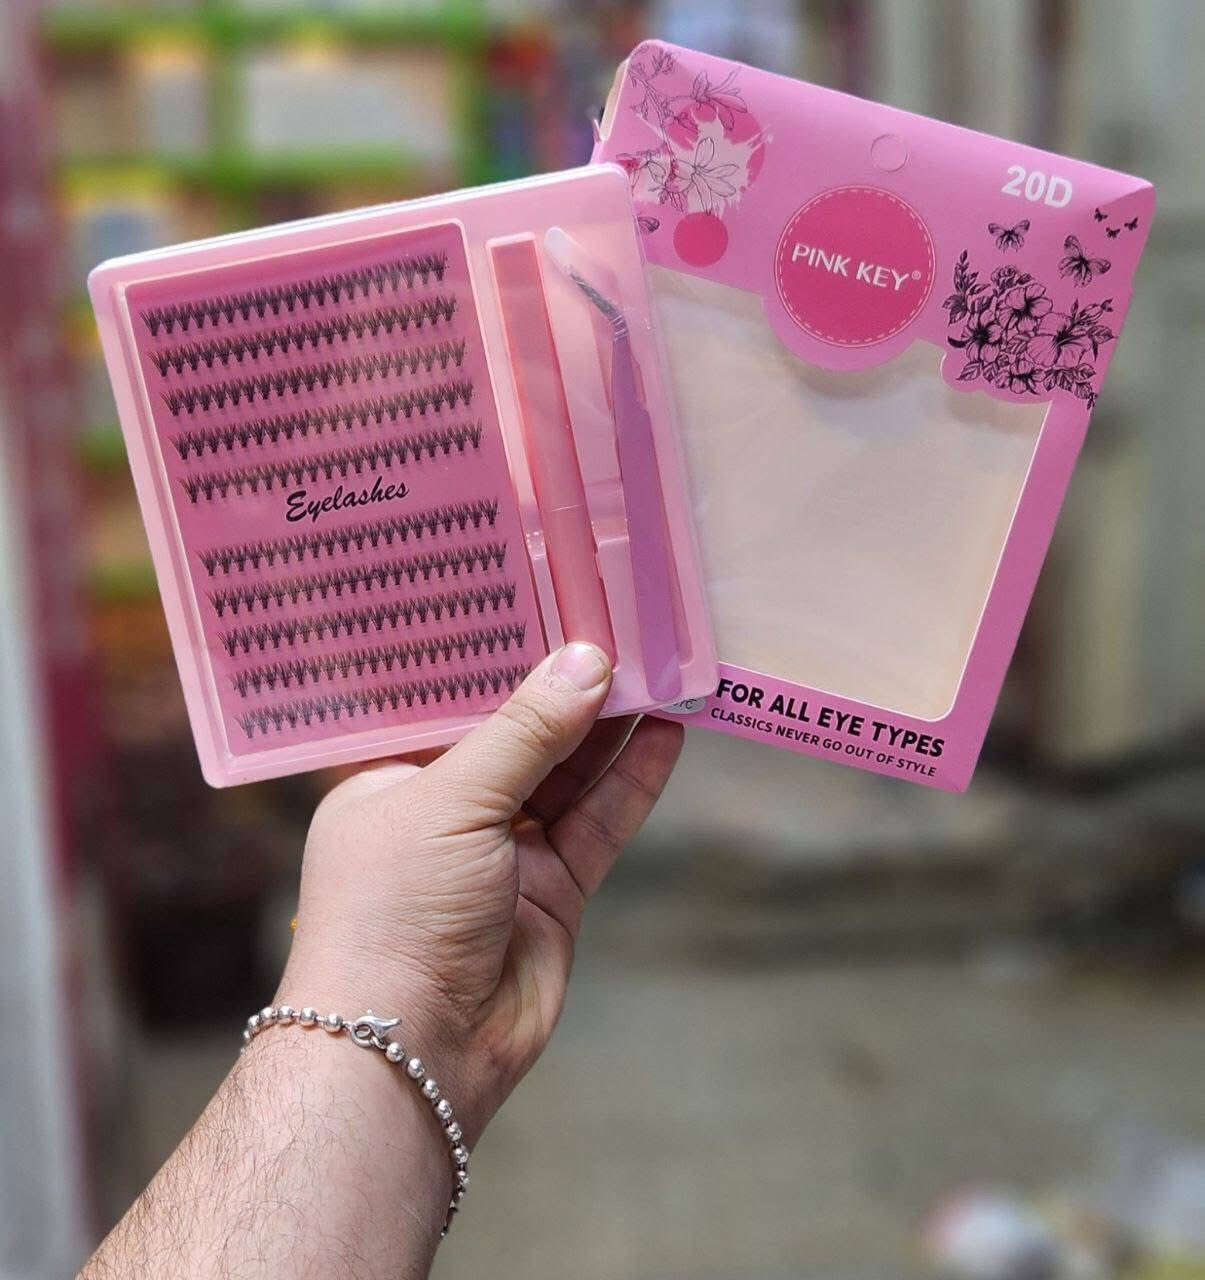 20D
PINK KEY®
Eyelashes
FOR ALL EYE TYPES
CLASSICS NEVER GO OUT OF STYLE